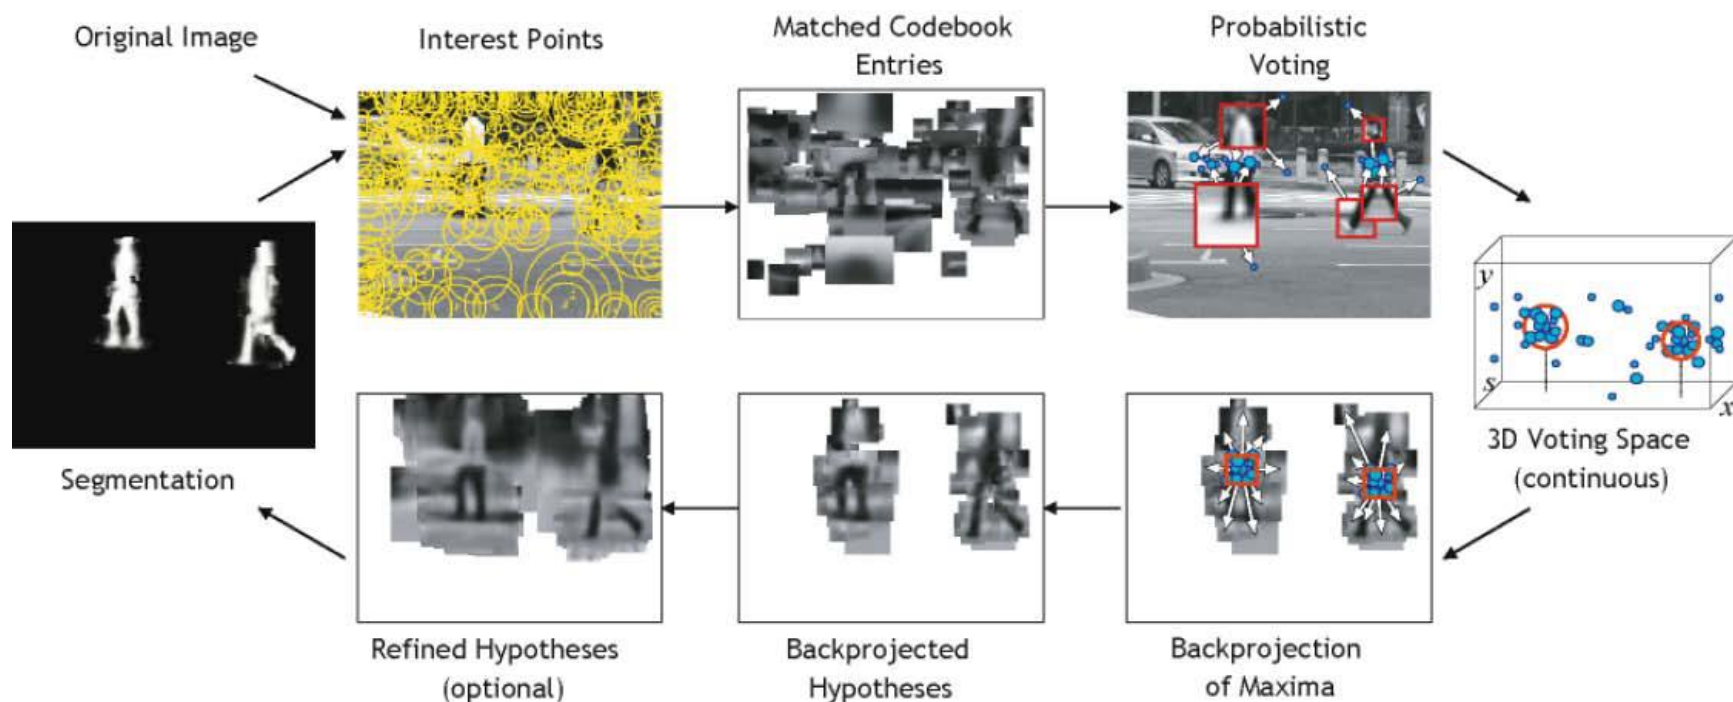 Original Image
Interest Points
Matched Codebook
Entries
Probabilistic
Voting
y
s
x
3D Voting Space
(continuous)
Segmentation
Refined Hypotheses
(optional)
Backprojected
Hypotheses
Backprojection
of Maxima